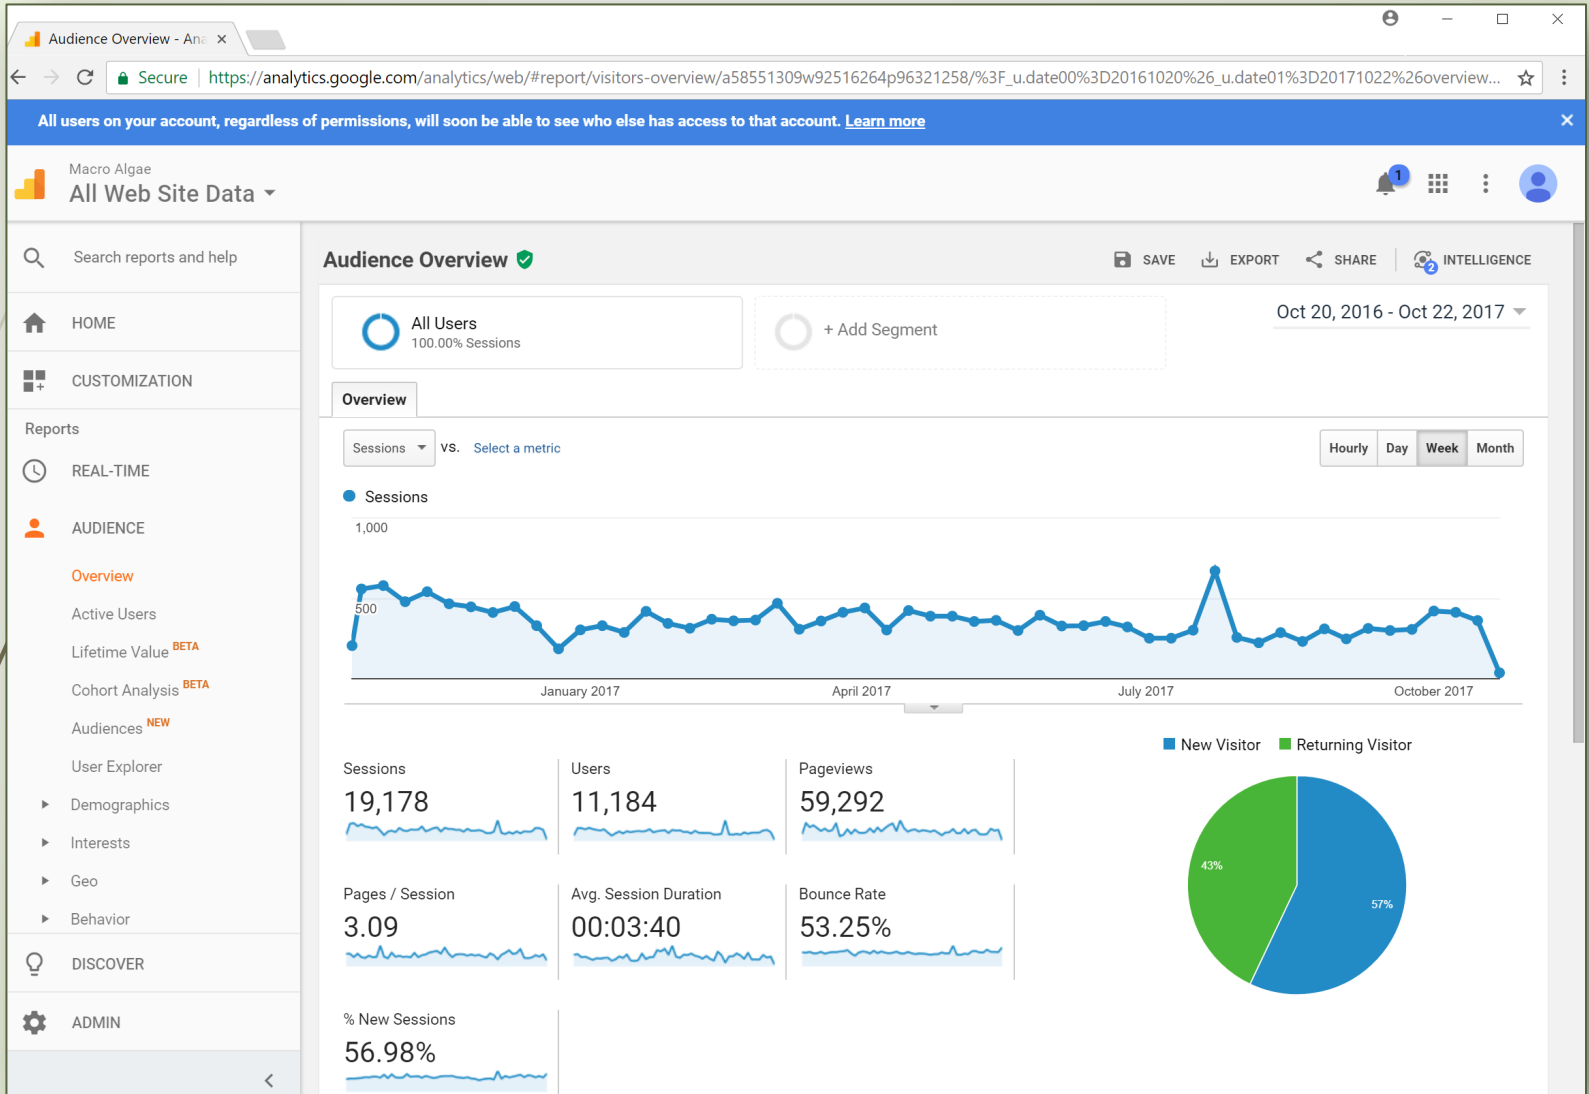 Audience Overview - Ana
Secure https://analytics.google.com/analytics/web/#report/visitors-overview/a58551309w92516264p96321258/%3F_u.date00%3D20161020%26_u.date01%3D20171022%26overview...
All users on your account, regardless of permissions, will soon be able to see who else has access to that account. Learn more
Macro Algae
All Web Site Data
1
Search reports and help
HOME
CUSTOMIZATION
Reports
REAL-TIME
AUDIENCE
Overview
Active Users
Lifetime Value BETA
Cohort Analysis BETA
Audiences NEW
User Explorer
Demographics
Interests
Geo
Behavior
DISCOVER
ADMIN
Audience Overview
SAVE EXPORT SHARE 2 INTELLIGENCE
All Users
100.00% Sessions
+ Add Segment
Oct 20, 2016 - Oct 22, 2017
Overview
Sessions VS. Select a metric
Hourly Day Week Month
Sessions
1,000
500
January 2017 April 2017 July 2017 October 2017
New Visitor Returning Visitor
43%
57%
Sessions
19,178
Users
11,184
Pageviews
59,292
Pages / Session
3.09
Avg. Session Duration
00:03:40
Bounce Rate
53.25%
% New Sessions
56.98%